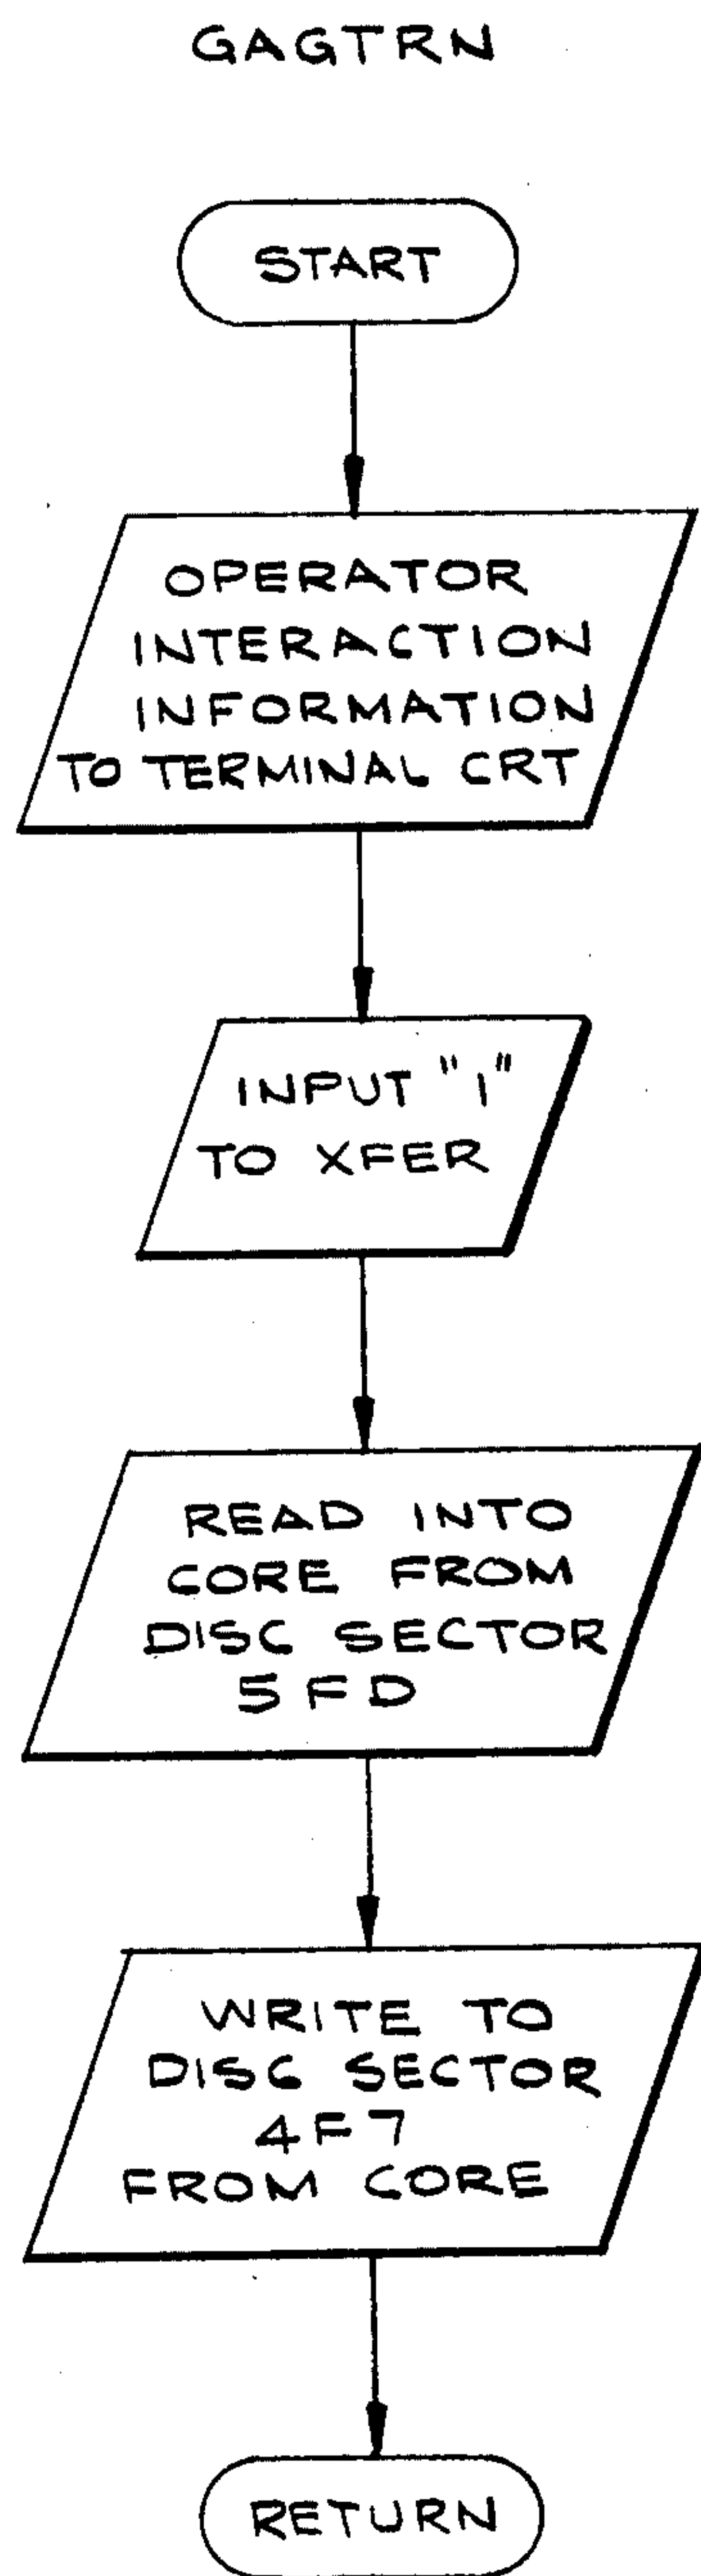 GAGTRN
START
OPERATOR
INTERACTION
INFORMATION
TO TERMINAL CRT
INPUT "1"
TO XFER
READ INTO
CORE FROM
DISC SECTOR
5FD
WRITE TO
DISC SECTOR
4F7
FROM CORE
RETURN